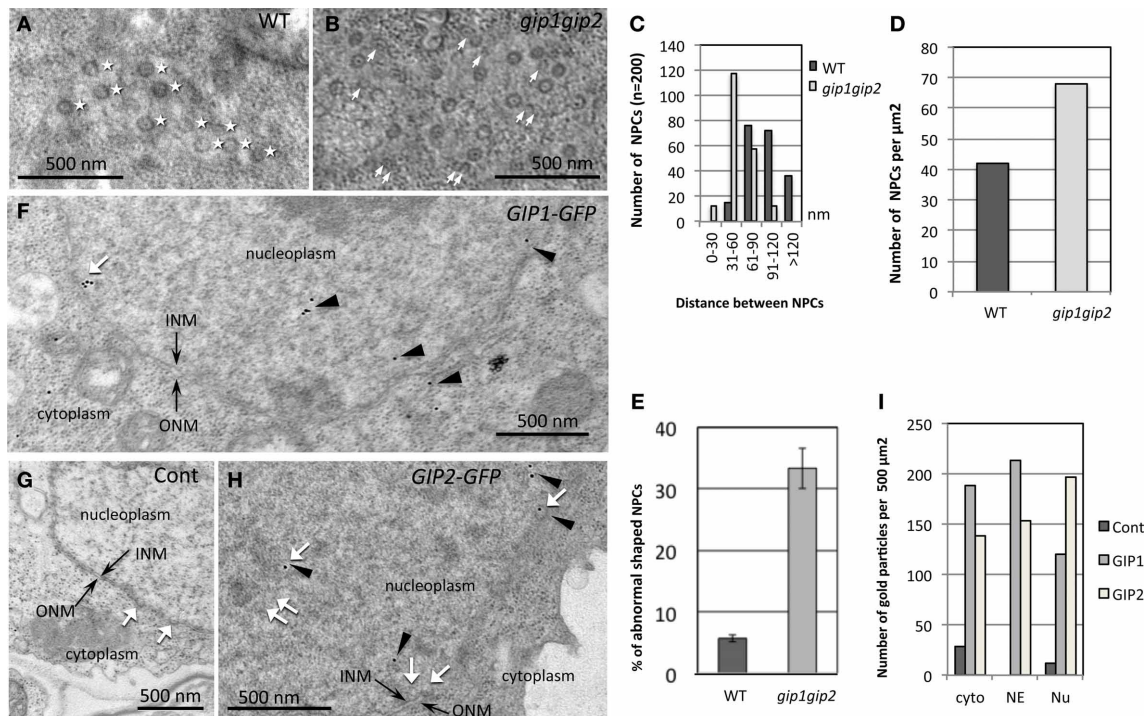 A
WT
500 nm
B
gip1gip2
500 nm
C
Number of NPCs (n=200)
140
120
100
80
60
40
20
0
WT
gip1gip2
nm
0-30
31-60
61-90
91-120
>120
Distance between NPCs
D
Number of NPCs per µm2
80
70
60
50
40
30
20
10
0
WT
gip1gip2
F
GIP1-GFP
nucleoplasm
INM
cytoplasm
ONM
500 nm
E
% of abnormal shaped NPCs
40
30
20
10
0
WT
gip1gip2
G
Cont
nucleoplasm
INM
ONM
cytoplasm
500 nm
H
GIP2-GFP
nucleoplasm
INM
cytoplasm
ONM
500 nm
I
Number of gold particles per 500 µm2
250
200
150
100
50
0
Cont
GIP1
GIP2
cyto
NE
Nu